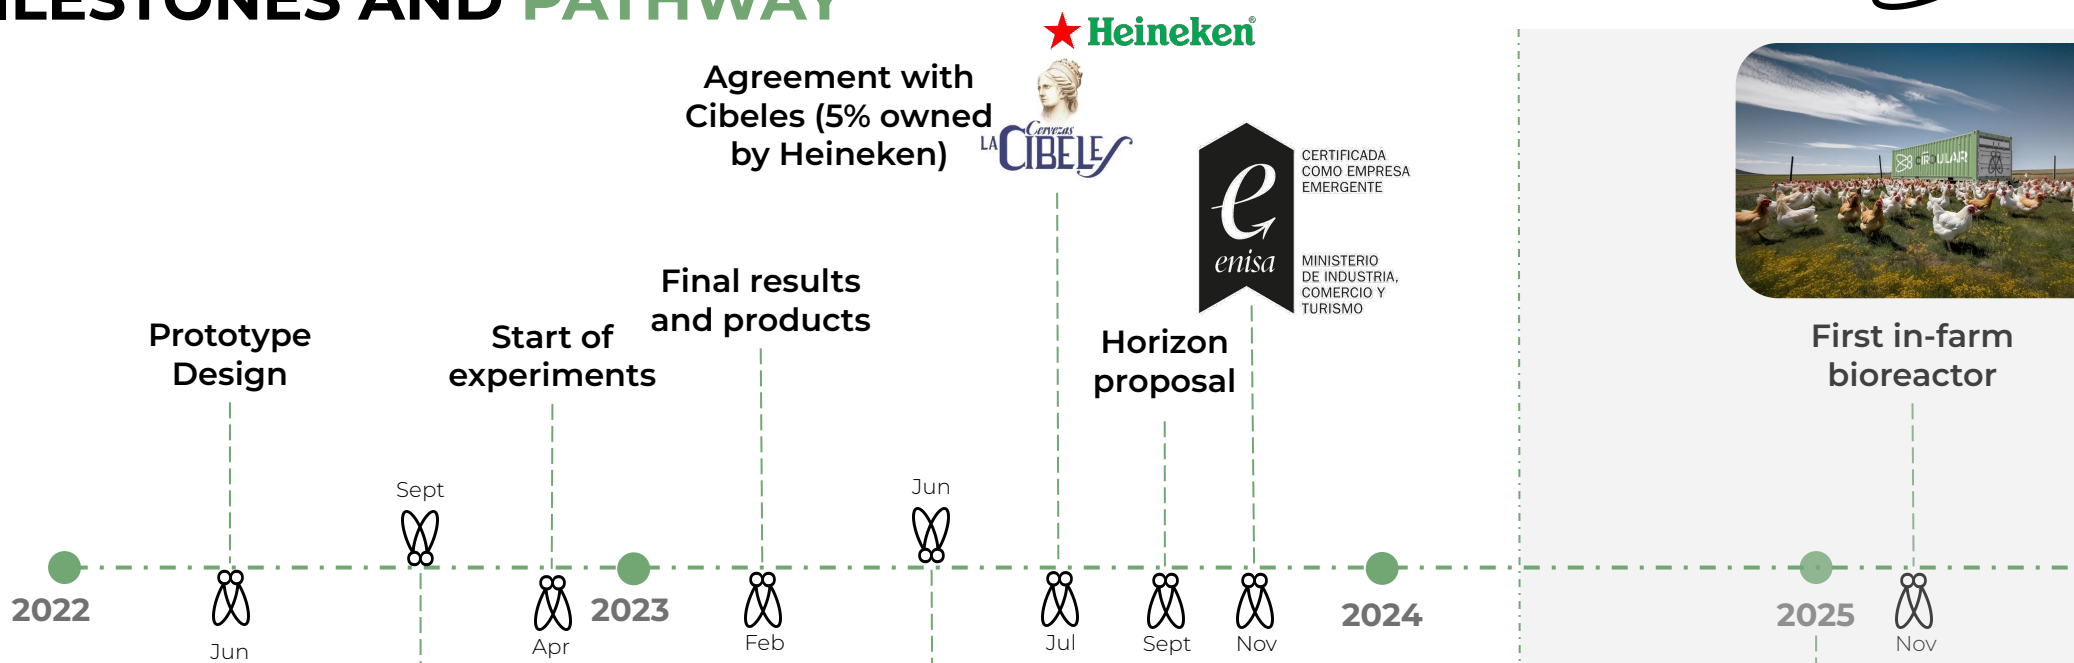 ILESTONES AND PATHWAY
Heineken®
Agreement with
Cibeles (5% owned
by Heineken)
Cervezas
LA CIBELES
CERTIFICADA
COMO EMPRESA
EMERGENTE
e
enisa
MINISTERIO
DE INDUSTRIA,
COMERCIO Y
TURISMO
CIRCULAIR
Final results
and products
Prototype
Design
Start of
experiments
Horizon
proposal
First in-farm
bioreactor
Sept
Jun
2022
Jun
Apr
2023
Feb
Jul
Sept
Nov
2024
2025
Nov